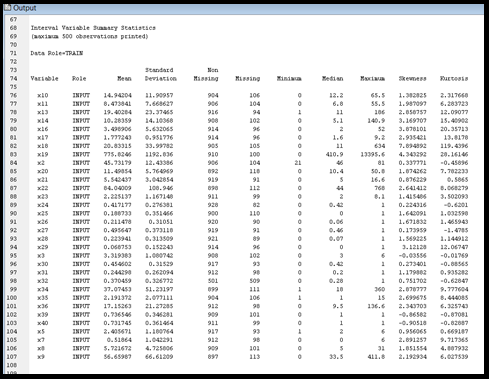 Output
67
68 Interval Variable Summary Statistics
69 (maximum 500 observations printed)
70
71 Data Role=TRAIN
72
73 Standard Non
74 Variable Role Mean Deviation Missing Missing Minimum Median Maximum Skewness Kurtosis
75
76 x10 INPUT 14.94204 11.90957 904 106 0 12.2 65.5 1.382825 2.317668
77 x11 INPUT 8.473841 7.668627 906 104 0 6.8 55.5 1.987097 6.283723
78 x13 INPUT 19.40284 23.37465 916 94 1 11 186 2.858757 12.09077
79 x14 INPUT 10.28359 14.10368 908 102 0 5.1 140.9 3.169707 15.40902
80 x16 INPUT 3.498906 5.632065 914 96 0 2 52 3.878101 20.35713
81 x17 INPUT 1.777243 0.951776 914 96 0 1.6 9.2 2.935421 13.8178
82 x18 INPUT 20.83315 33.99782 905 105 0 11 634 7.894892 119.4396
83 x19 INPUT 775.8246 1192.836 910 100 0 410.9 13395.6 4.343292 28.16146
84 x2 INPUT 45.73179 12.43388 906 104 21 46 81 0.337771 -0.45896
85 x20 INPUT 11.49854 5.764969 892 118 0 10.4 50.8 1.874262 7.782233
86 x21 INPUT 5.542437 3.042854 919 91 0 5 16.6 0.876229 0.5665
87 x22 INPUT 84.04009 108.946 898 112 0 44 768 2.641412 8.068279
88 x23 INPUT 2.225137 1.167148 911 99 0 2 8.1 1.415486 3.502093
89 x24 INPUT 0.417177 0.276381 928 82 0 0.42 1 0.224316 -0.6201
90 x25 INPUT 0.188733 0.351465 900 110 0 0 1 1.642091 1.032598
91 x26 INPUT 0.211478 0.31051 920 90 0 0.06 1 1.671832 1.465943
92 x27 INPUT 0.495647 0.373118 919 91 0 0.46 1 0.173959 -1.4785
93 x28 INPUT 0.223941 0.313509 921 89 0 0.07 1 1.569225 1.144912
94 x29 INPUT 0.068753 0.152243 914 96 0 0 1 3.12128 12.06747
95 x3 INPUT 3.319383 1.080742 908 102 0 3 6 -0.03556 -0.01769
96 x30 INPUT 0.454602 0.31529 917 93 0 0.42 1 0.273401 -0.88565
97 x31 INPUT 0.244298 0.262094 912 98 0 0.2 1 1.179882 0.935282
98 x32 INPUT 0.370459 0.326772 501 509 0 0.28 1 0.751702 -0.62847
99 x34 INPUT 37.07453 51.23197 899 111 1 18 360 2.878777 9.777604
100 x35 INPUT 2.191372 2.077111 904 106 1 1 15 2.699675 8.444085
101 x36 INPUT 15.16263 21.27285 912 98 0 9.5 136.6 2.343703 6.325743
102 x39 INPUT 0.736546 0.346281 909 101 0 1 1 -0.86582 -0.87081
103 x40 INPUT 0.731745 0.361464 911 99 0 1 1 -0.90518 -0.82887
104 x5 INPUT 2.405671 1.180764 917 93 1 2 6 0.956065 0.669187
105 x7 INPUT 0.51864 1.042291 912 98 0 0 6 2.891257 9.717365
106 x8 INPUT 5.721672 4.725806 909 101 0 5 31 1.851554 4.887932
107 x9 INPUT 56.65987 66.61209 897 113 0 33.5 411.8 2.192934 6.027539
108